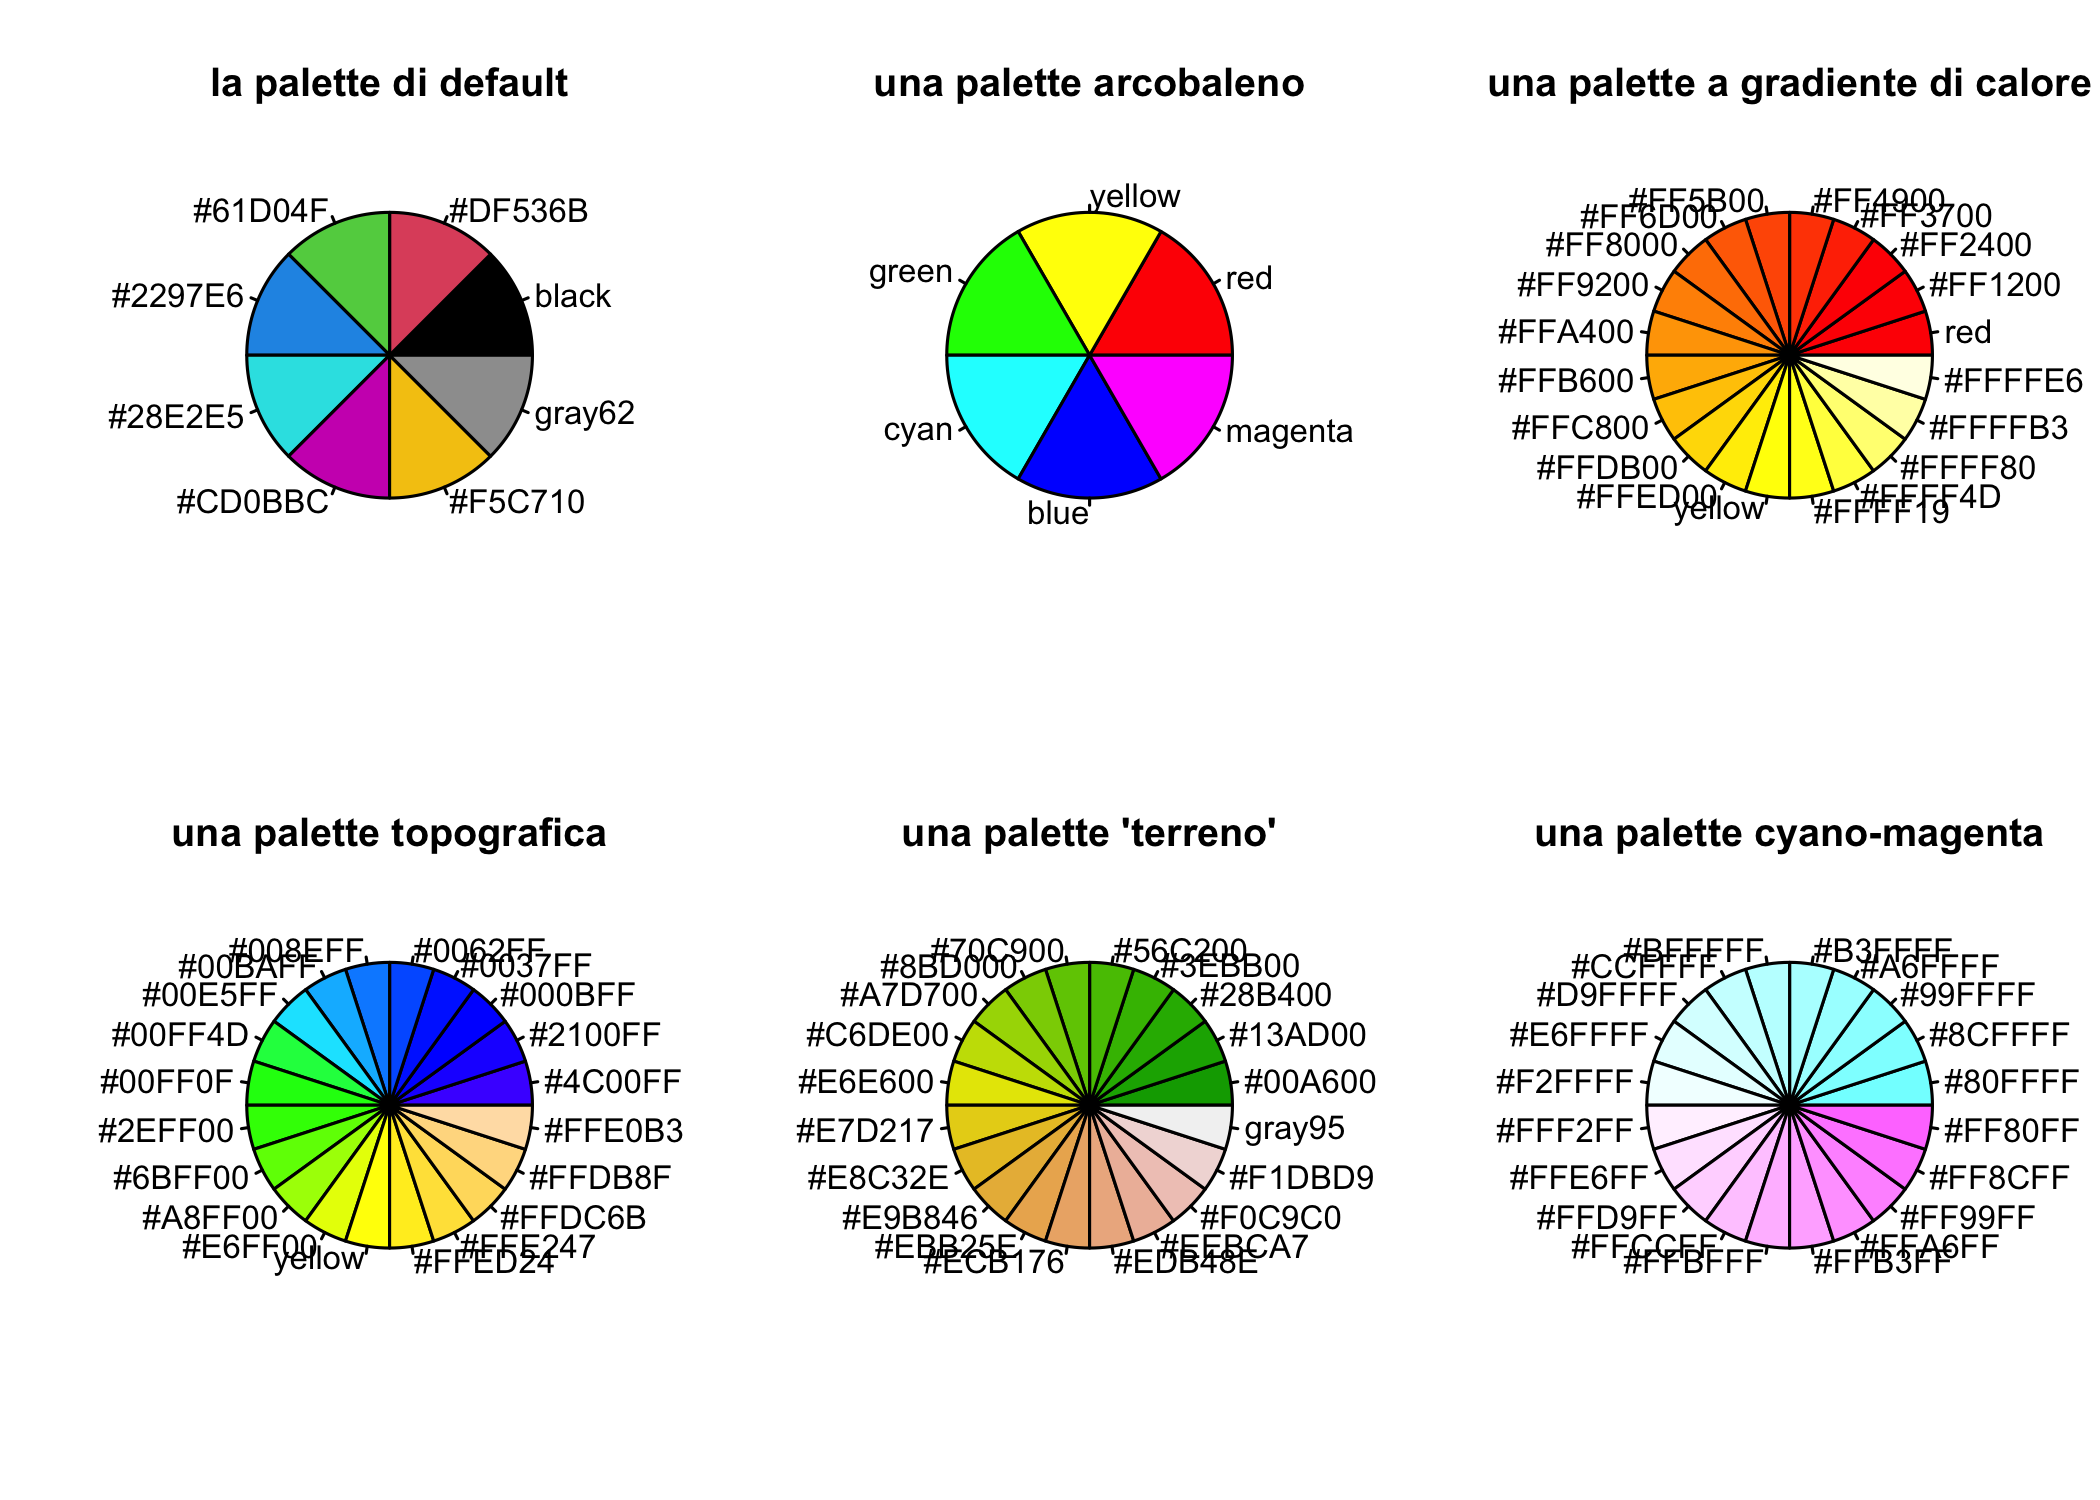 la palette di default
#61D04F
#DF536B
#2297E6
black
#28E2E5
gray62
#CD0BBC
#F5C710
una palette arcobaleno
yellow
green
red
cyan
magenta
blue
una palette a gradiente di calore
#FF5B00
#FF4900
#FF6D00
#FF3700
#FF8000
#FF2400
#FF9200
#FF1200
#FFA400
red
#FFB600
#FFFFE6
#FFC800
#FFFFB3
#FFDB00
#FFFF80
#FFED00
#FFFF4D
yellow
#FFFF19
una palette topografica
#008EFF
#0062FF
#00BAFF
#0037FF
#00E5FF
#000BFF
#00FF4D
#2100FF
#00FF0F
#4C00FF
#2EFF00
#FFE0B3
#6BFF00
#FFDB8F
#A8FF00
#FFDC6B
#E6FF00
#FFE247
yellow
#FFED24
una palette 'terreno'
#70C900
#56C200
#8BD000
#3EBB00
#A7D700
#28B400
#C6DE00
#13AD00
#E6E600
#00A600
#E7D217
gray95
#E8C32E
#F1DBD9
#E9B846
#F0C9C0
#EBB25E
#EEBCA7
#ECB176
#EDB48E
una palette cyano-magenta
#BFFFFF
#B3FFFF
#CCFFFF
#A6FFFF
#D9FFFF
#99FFFF
#E6FFFF
#8CFFFF
#F2FFFF
#80FFFF
#FFF2FF
#FF80FF
#FFE6FF
#FF8CFF
#FFD9FF
#FF99FF
#FFCCFF
#FFA6FF
#FFBFFF
#FFB3FF